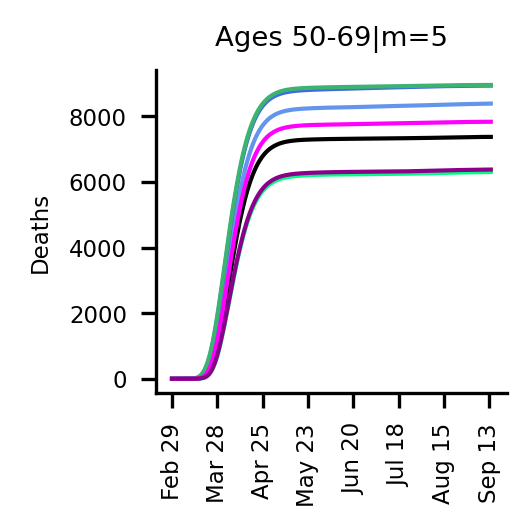 Ages 50-69|m=5
Deaths
8000
6000
4000
2000
0
Feb 29
Mar 28
Apr 25
May 23
Jun 20
Jul 18
Aug 15
Sep 13